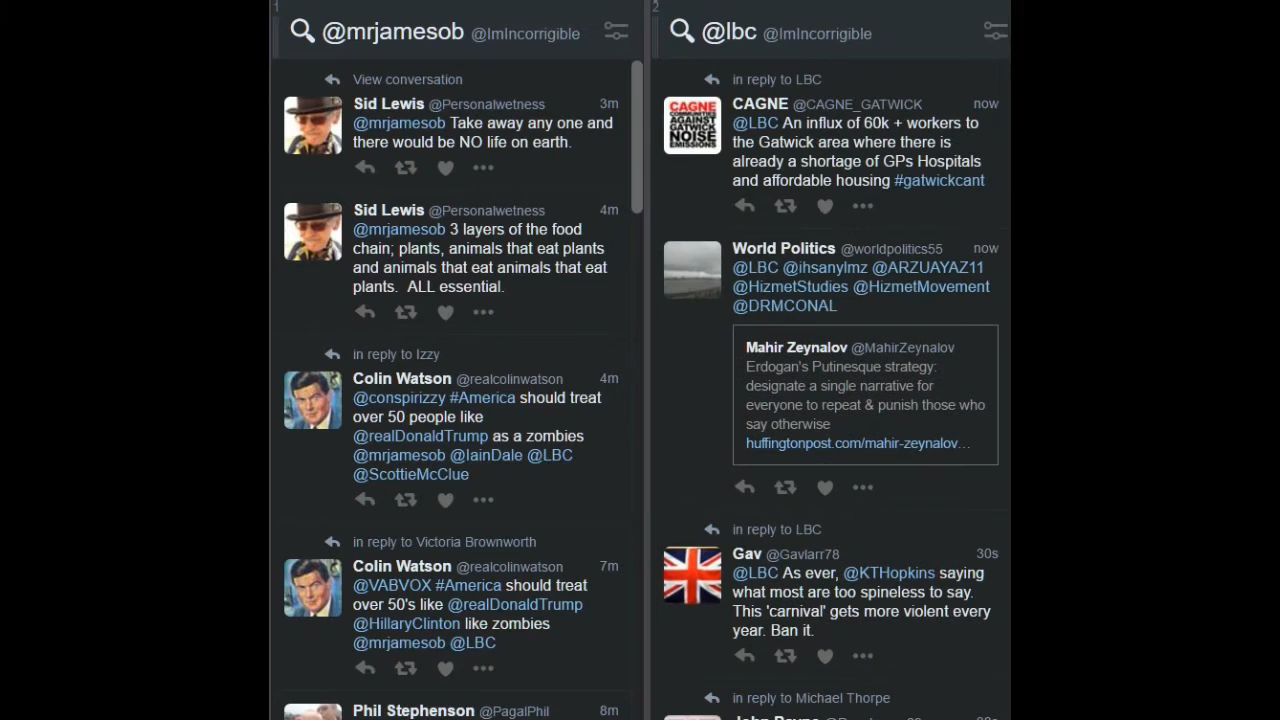 1
@mrjamesob @ImIncorrigible
View conversation
Sid Lewis @Personalwetness 3m
@mrjamesob Take away any one and
there would be NO life on earth.
Sid Lewis @Personalwetness 4m
@mrjamesob 3 layers of the food
chain; plants, animals that eat plants
and animals that eat animals that eat
plants.  ALL essential.
in reply to Izzy
Colin Watson @realcolinwatson 4m
@conspirizzy #America should treat
over 50 people like
@realDonaldTrump as a zombies
@mrjamesob @IainDale @LBC
@ScottieMcClue
in reply to Victoria Brownworth
Colin Watson @realcolinwatson 7m
@VABVOX #America should treat
over 50's like @realDonaldTrump
@HillaryClinton like zombies
@mrjamesob @LBC
Phil Stephenson @PagalPhil 8m
2
@lbc @ImIncorrigible
in reply to LBC
CAGNE @CAGNE_GATWICK now
CAGNE
COMMUNITIES
AGAINST
GATWICK
NOISE
EMISSIONS
@LBC An influx of 60k + workers to
the Gatwick area where there is
already a shortage of GPs Hospitals
and affordable housing #gatwickcant
World Politics @worldpolitics55 now
@LBC @ihsanylmz @ARZUAYAZ11
@HizmetStudies @HizmetMovement
@DRMCONAL
Mahir Zeynalov @MahirZeynalov
Erdogan's Putinesque strategy:
designate a single narrative for
everyone to repeat & punish those who
say otherwise
huffingtonpost.com/mahir-zeynalov…
in reply to LBC
Gav @Gavlarr78 30s
@LBC As ever, @KTHopkins saying
what most are too spineless to say.
This 'carnival' gets more violent every
year. Ban it.
in reply to Michael Thorpe